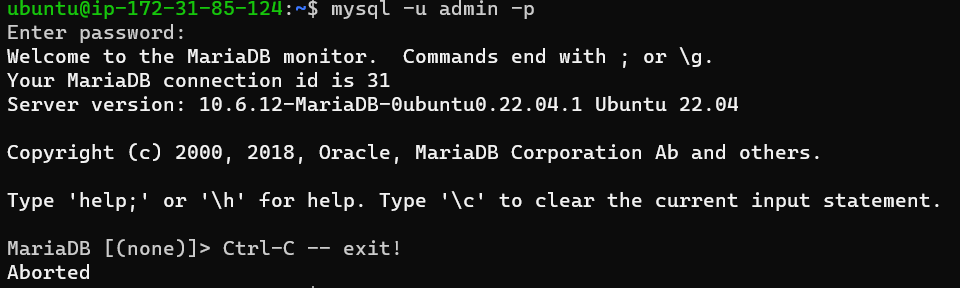 ubuntu@ip-172-31-85-124:~$ mysql -u admin -p
Enter password:
Welcome to the MariaDB monitor.  Commands end with ; or \g.
Your MariaDB connection id is 31
Server version: 10.6.12-MariaDB-0ubuntu0.22.04.1 Ubuntu 22.04

Copyright (c) 2000, 2018, Oracle, MariaDB Corporation Ab and others.

Type 'help;' or '\h' for help. Type '\c' to clear the current input statement.

MariaDB [(none)]> Ctrl-C -- exit!
Aborted